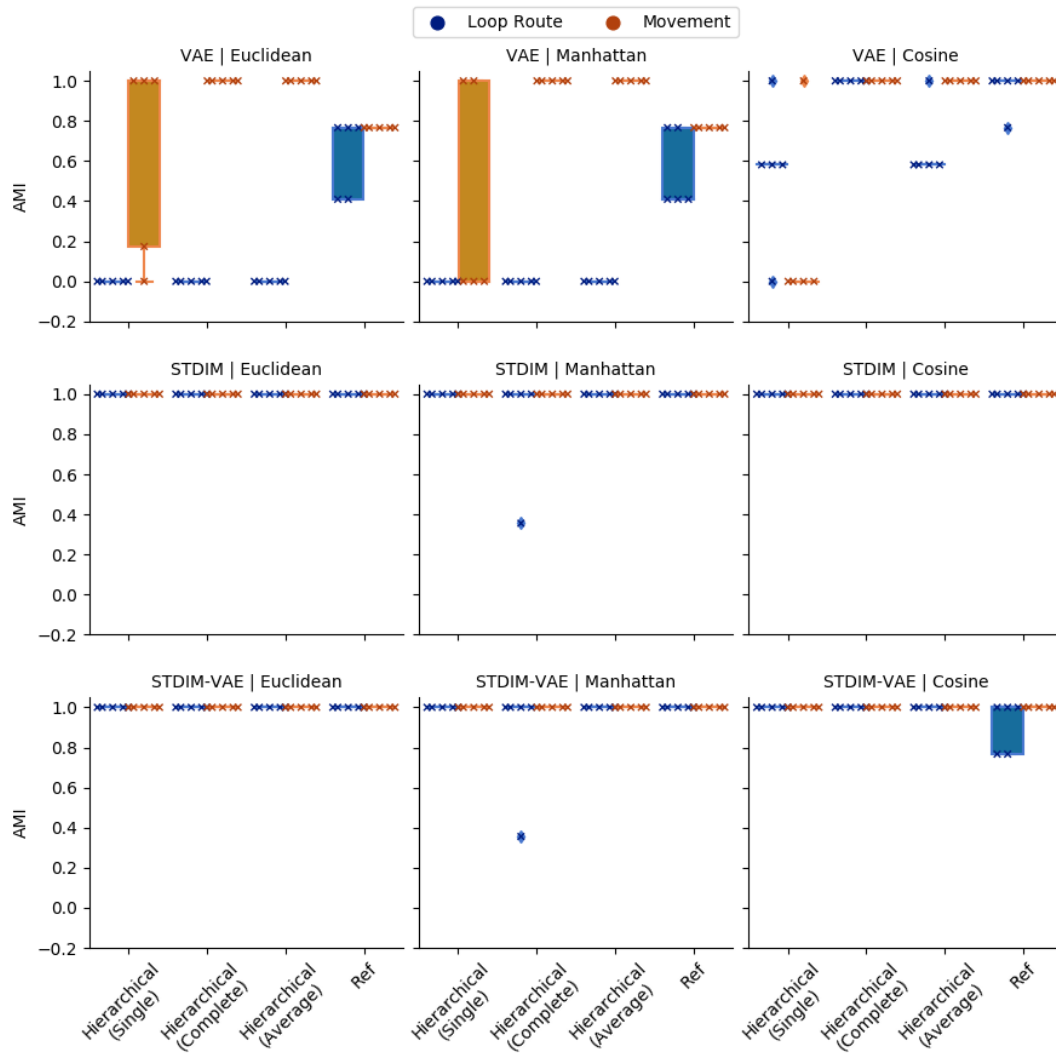 Loop Route Movement
VAE | Euclidean VAE | Manhattan VAE | Cosine
1.0
0.8
0.6
0.4
0.2
0.0
−0.2
AMI
STDIM | Euclidean STDIM | Manhattan STDIM | Cosine
1.0
0.8
0.6
0.4
0.2
0.0
−0.2
AMI
STDIM-VAE | Euclidean STDIM-VAE | Manhattan STDIM-VAE | Cosine
1.0
0.8
0.6
0.4
0.2
0.0
−0.2
AMI
Hierarchical
(Single)
Hierarchical
(Complete)
Hierarchical
(Average)
Ref
Hierarchical
(Single)
Hierarchical
(Complete)
Hierarchical
(Average)
Ref
Hierarchical
(Single)
Hierarchical
(Complete)
Hierarchical
(Average)
Ref